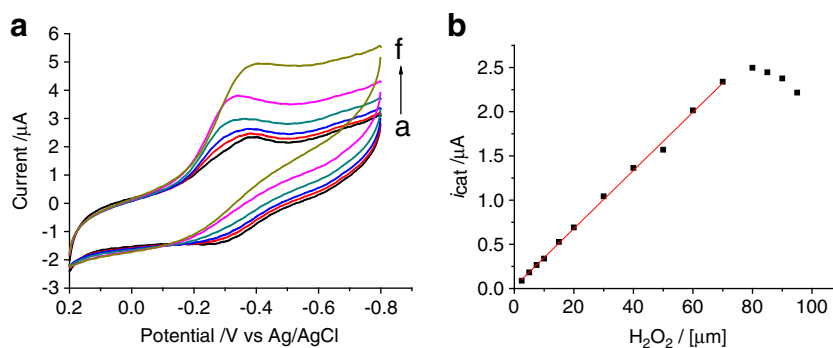 a
6
5
4
3
2
1
0
-1
-2
-3
0.2 0.0 -0.2 -0.4 -0.6 -0.8
Current /μA
Potential /V vs Ag/AgCl
f
a
b
2.5
2.0
1.5
1.0
0.5
0.0
0 20 40 60 80 100
icat /μA
H₂O₂ / [μm]